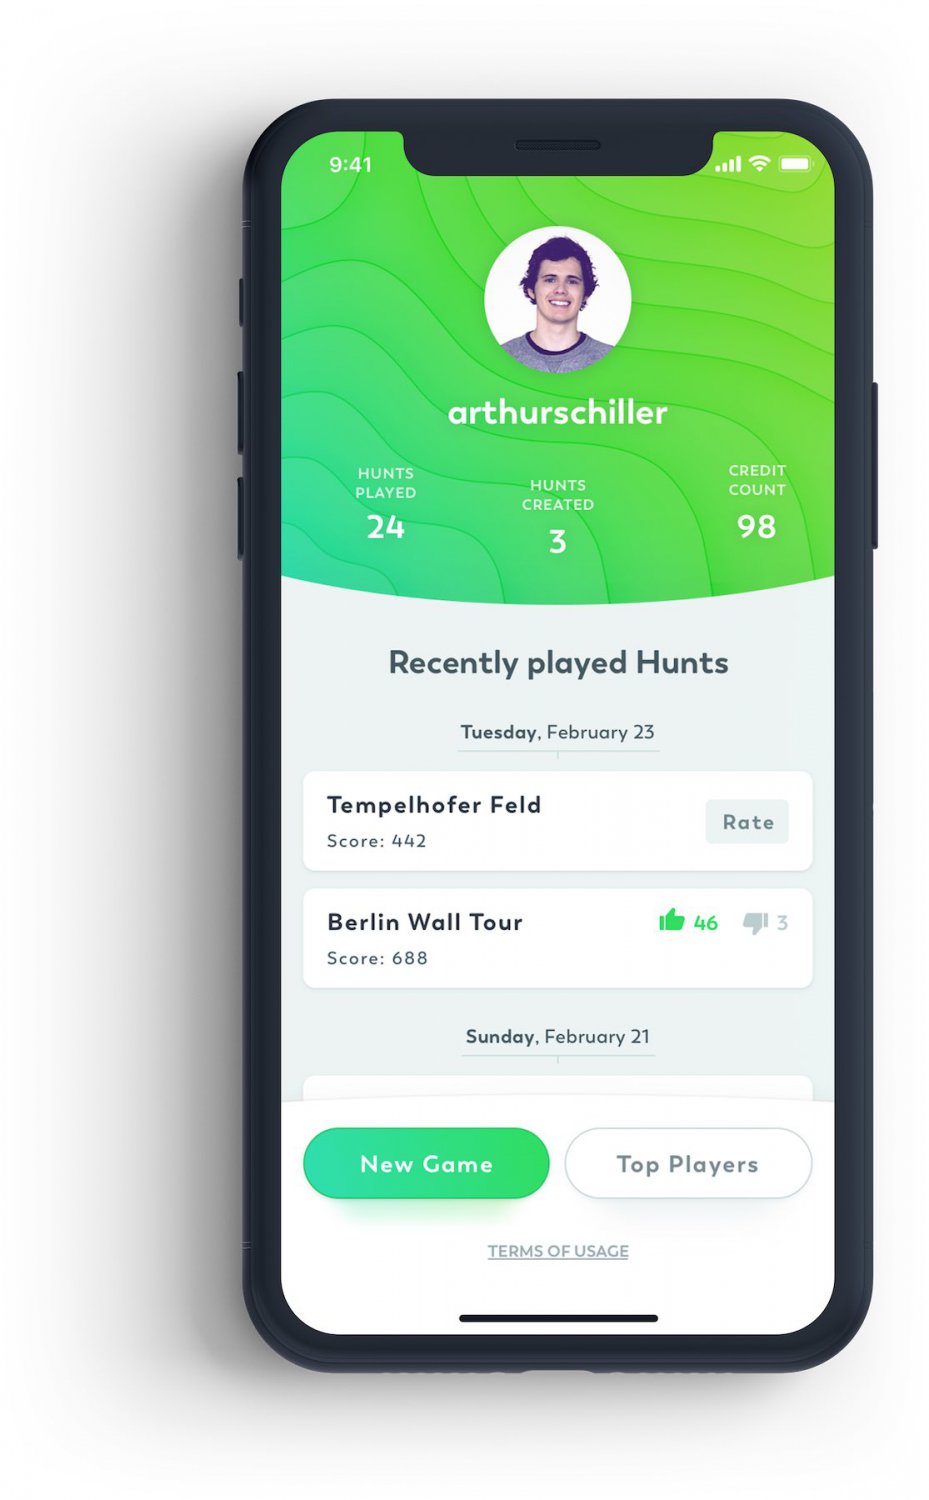 9:41
arthurschiller
HUNTS
PLAYED
24
HUNTS
CREATED
3
CREDIT
COUNT
98
Recently played Hunts
Tuesday, February 23
Tempelhofer Feld
Score: 442
Rate
Berlin Wall Tour
46
3
Score: 688
Sunday, February 21
New Game
Top Players
TERMS OF USAGE